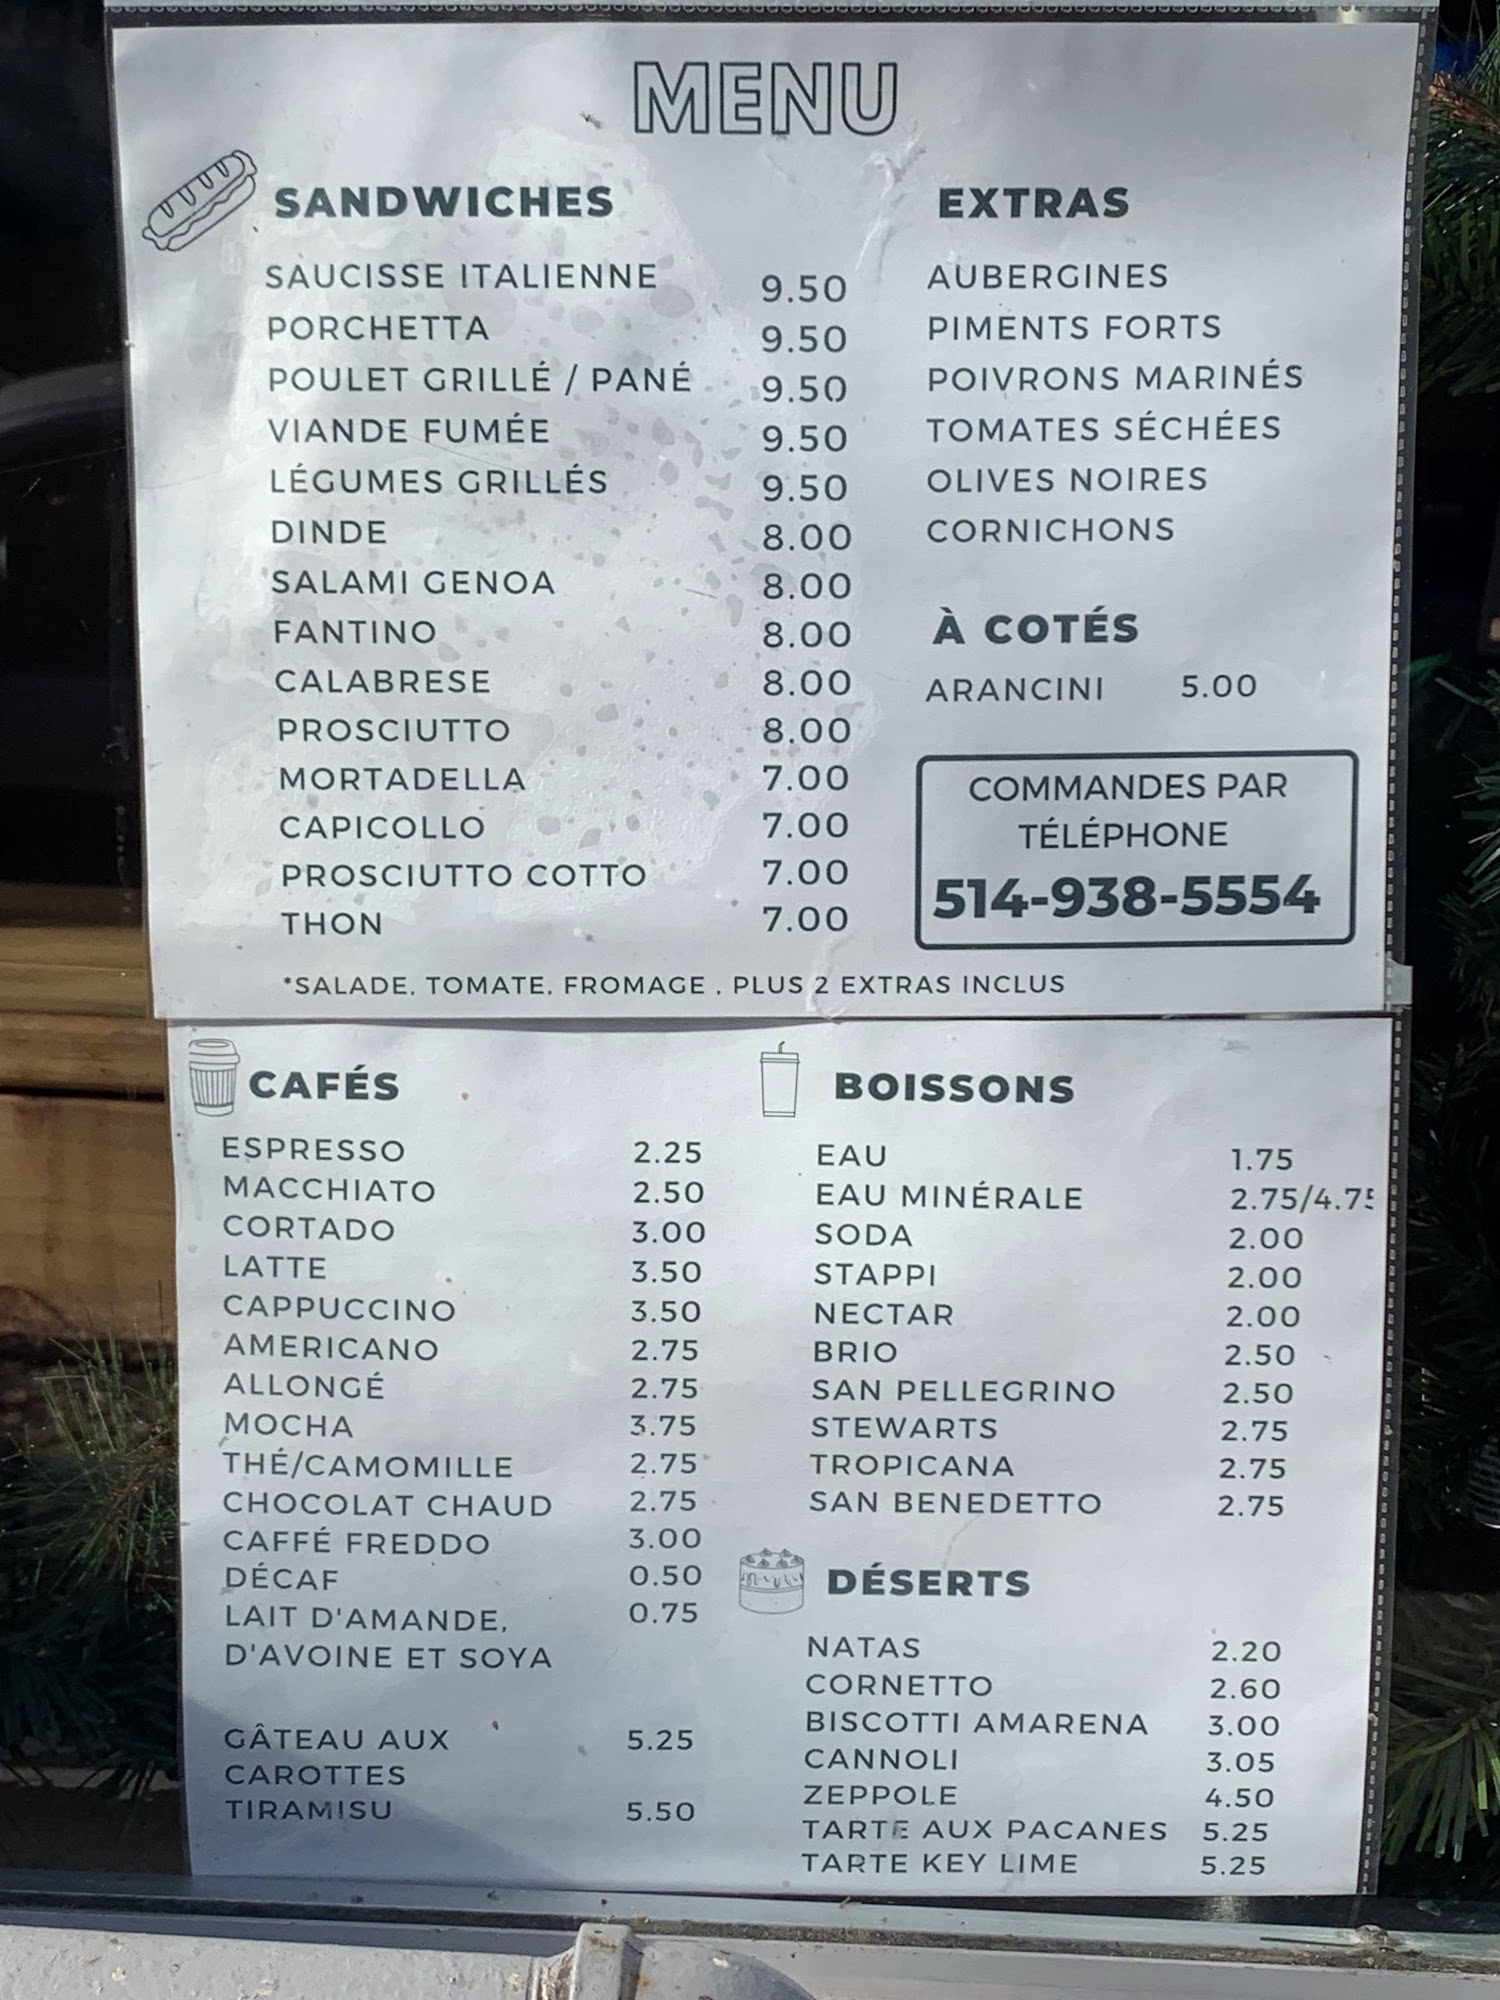 MENU
SANDWICHES
SAUCISSE ITALIENNE 9.50
PORCHETTA 9.50
POULET GRILLÉ / PANÉ 9.50
VIANDE FUMÉE 9.50
LÉGUMES GRILLÉS 9.50
DINDE 8.00
SALAMI GENOA 8.00
FANTINO 8.00
CALABRESE 8.00
PROSCIUTTO 8.00
MORTADELLA 7.00
CAPICOLLO 7.00
PROSCIUTTO COTTO 7.00
THON 7.00
EXTRAS
AUBERGINES
PIMENTS FORTS
POIVRONS MARINÉS
TOMATES SÉCHÉES
OLIVES NOIRES
CORNICHONS
À COTÉS
ARANCINI 5.00
COMMANDES PAR
TÉLÉPHONE
514-938-5554
*SALADE, TOMATE, FROMAGE , PLUS 2 EXTRAS INCLUS
CAFÉS
ESPRESSO 2.25
MACCHIATO 2.50
CORTADO 3.00
LATTE 3.50
CAPPUCCINO 3.50
AMERICANO 2.75
ALLONGÉ 2.75
MOCHA 3.75
THÉ/CAMOMILLE 2.75
CHOCOLAT CHAUD 2.75
CAFFÉ FREDDO 3.00
DÉCAF 0.50
LAIT D'AMANDE, 0.75
D'AVOINE ET SOYA
GÂTEAU AUX 5.25
CAROTTES
TIRAMISU 5.50
BOISSONS
EAU 1.75
EAU MINÉRALE 2.75/4.75
SODA 2.00
STAPPI 2.00
NECTAR 2.00
BRIO 2.50
SAN PELLEGRINO 2.50
STEWARTS 2.75
TROPICANA 2.75
SAN BENEDETTO 2.75
DÉSERTS
NATAS 2.20
CORNETTO 2.60
BISCOTTI AMARENA 3.00
CANNOLI 3.05
ZEPPOLE 4.50
TARTE AUX PACANES 5.25
TARTE KEY LIME 5.25